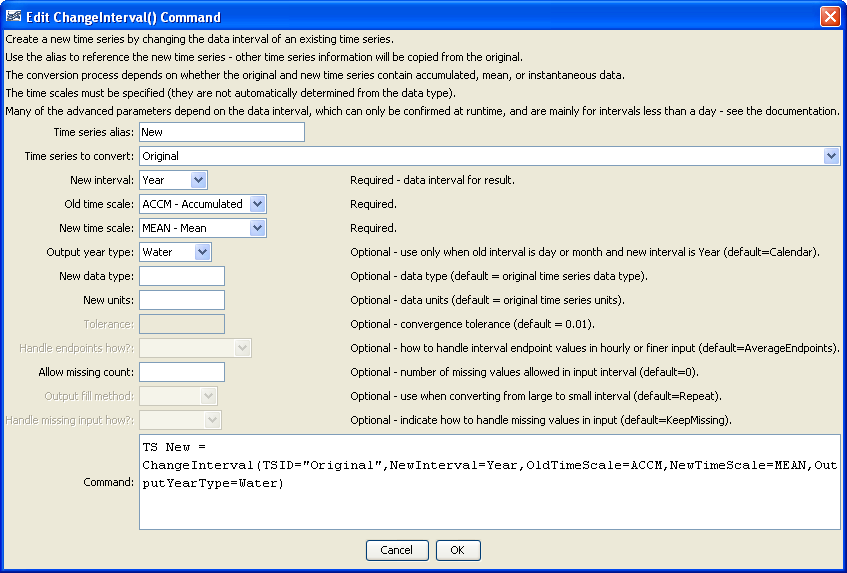 Edit ChangeInterval() Command
Create a new time series by changing the data interval of an existing time series.
Use the alias to reference the new time series - other time series information will be copied from the original.
The conversion process depends on whether the original and new time series contain accumulated, mean, or instantaneous data.
The time scales must be specified (they are not automatically determined from the data type).
Many of the advanced parameters depend on the data interval, which can only be confirmed at runtime, and are mainly for intervals less than a day - see the documentation.
Time series alias: New
Time series to convert: Original
New interval: Year Required - data interval for result.
Old time scale: ACCM - Accumulated Required.
New time scale: MEAN - Mean Required.
Output year type: Water Optional - use only when old interval is day or month and new interval is Year (default=Calendar).
New data type: Optional - data type (default = original time series data type).
New units: Optional - data units (default = original time series units).
Tolerance: Optional - convergence tolerance (default = 0.01).
Handle endpoints how?: Optional - how to handle interval endpoint values in hourly or finer input (default=AverageEndpoints).
Allow missing count: Optional - number of missing values allowed in input interval (default=0).
Output fill method: Optional - use when converting from large to small interval (default=Repeat).
Handle missing input how?: Optional - indicate how to handle missing values in input (default=KeepMissing).
TS New =
ChangeInterval(TSID="Original",NewInterval=Year,OldTimeScale=ACCM,NewTimeScale=MEAN,Out
Command: putYearType=Water)
Cancel OK